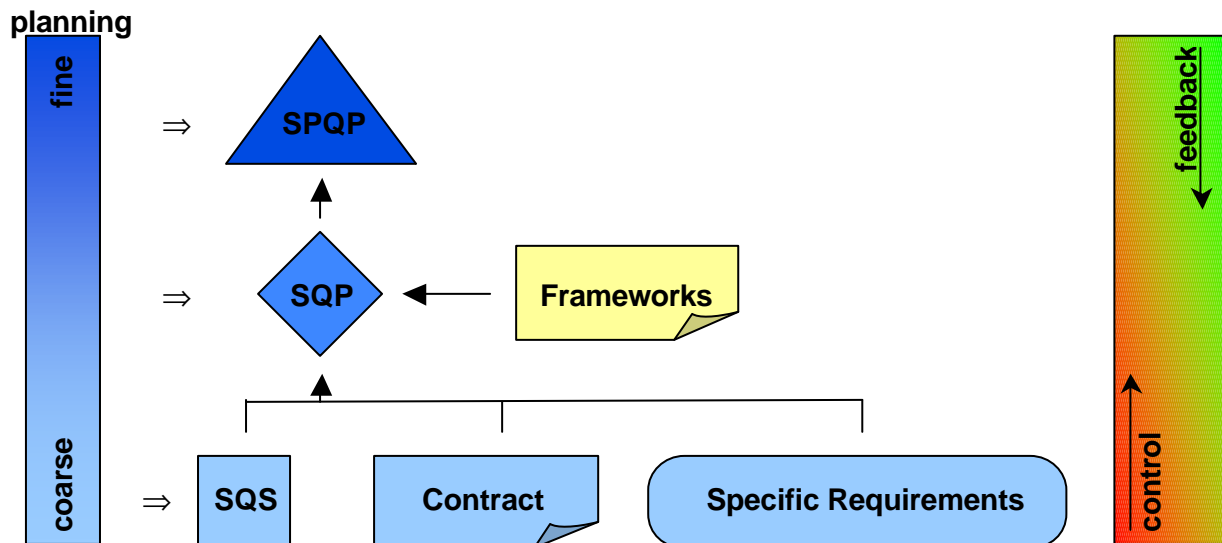 planning
fine
⇒
SPQP
feedback
⇒
SQP
Frameworks
coarse
⇒
SQS
Contract
Specific Requirements
control